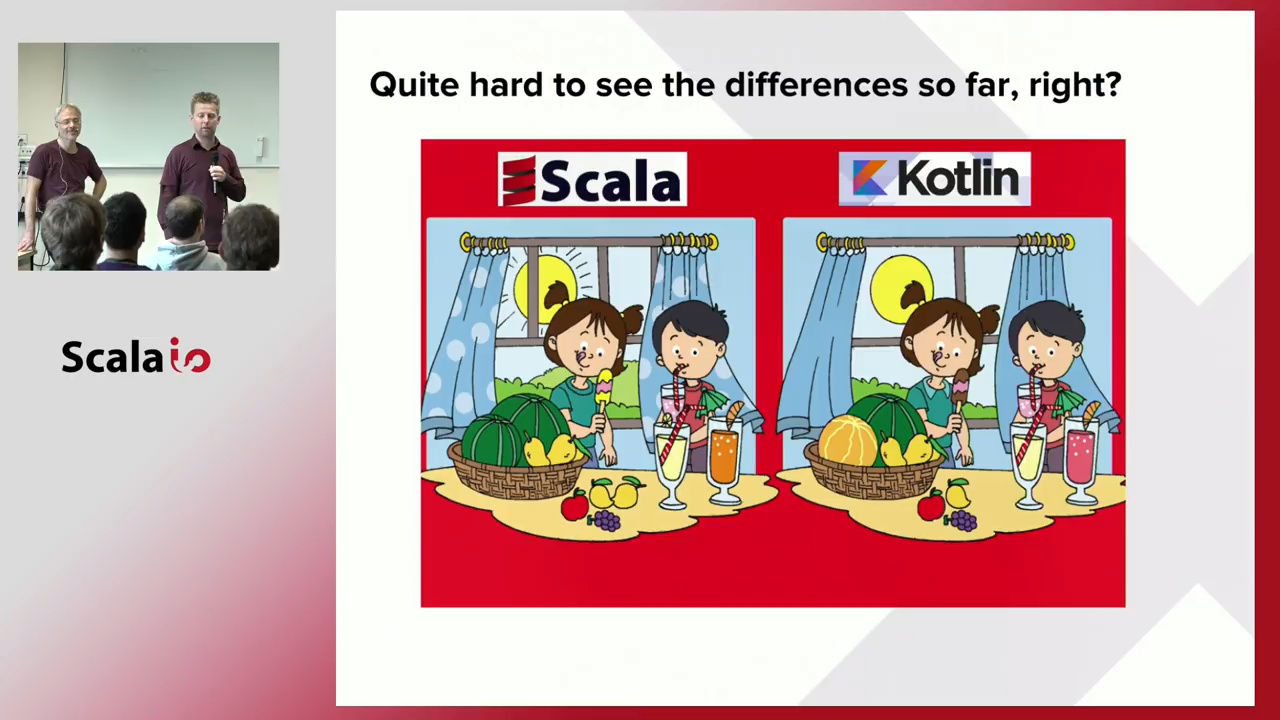 Quite hard to see the differences so far, right?
Scala
Kotlin
Scala io